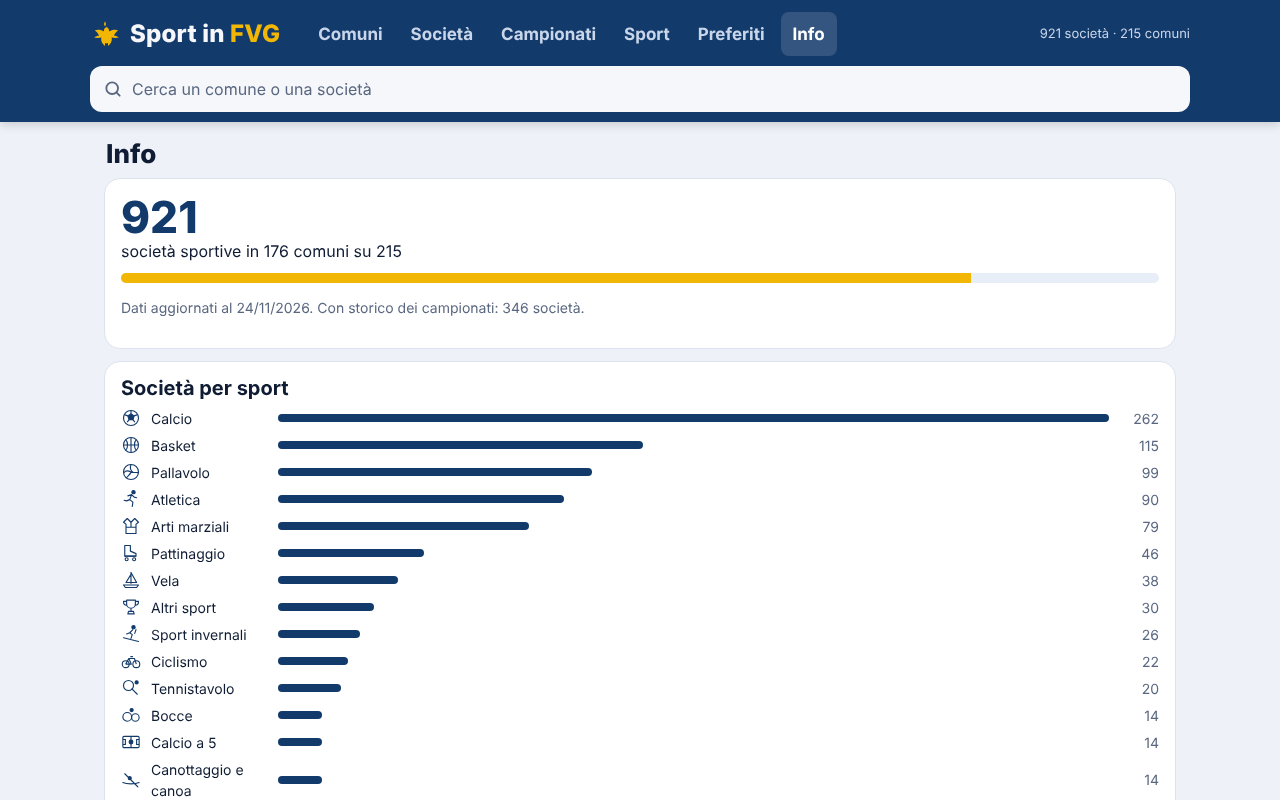 Sport in FVG
Comuni
Società
Campionati
Sport
Preferiti
Info
921 società · 215 comuni
Cerca un comune o una società
Info
921
società sportive in 176 comuni su 215
Dati aggiornati al 24/11/2026. Con storico dei campionati: 346 società.
Società per sport
Calcio 262
Basket 115
Pallavolo 99
Atletica 90
Arti marziali 79
Pattinaggio 46
Vela 38
Altri sport 30
Sport invernali 26
Ciclismo 22
Tennistavolo 20
Bocce 14
Calcio a 5 14
Canottaggio e
canoa 14